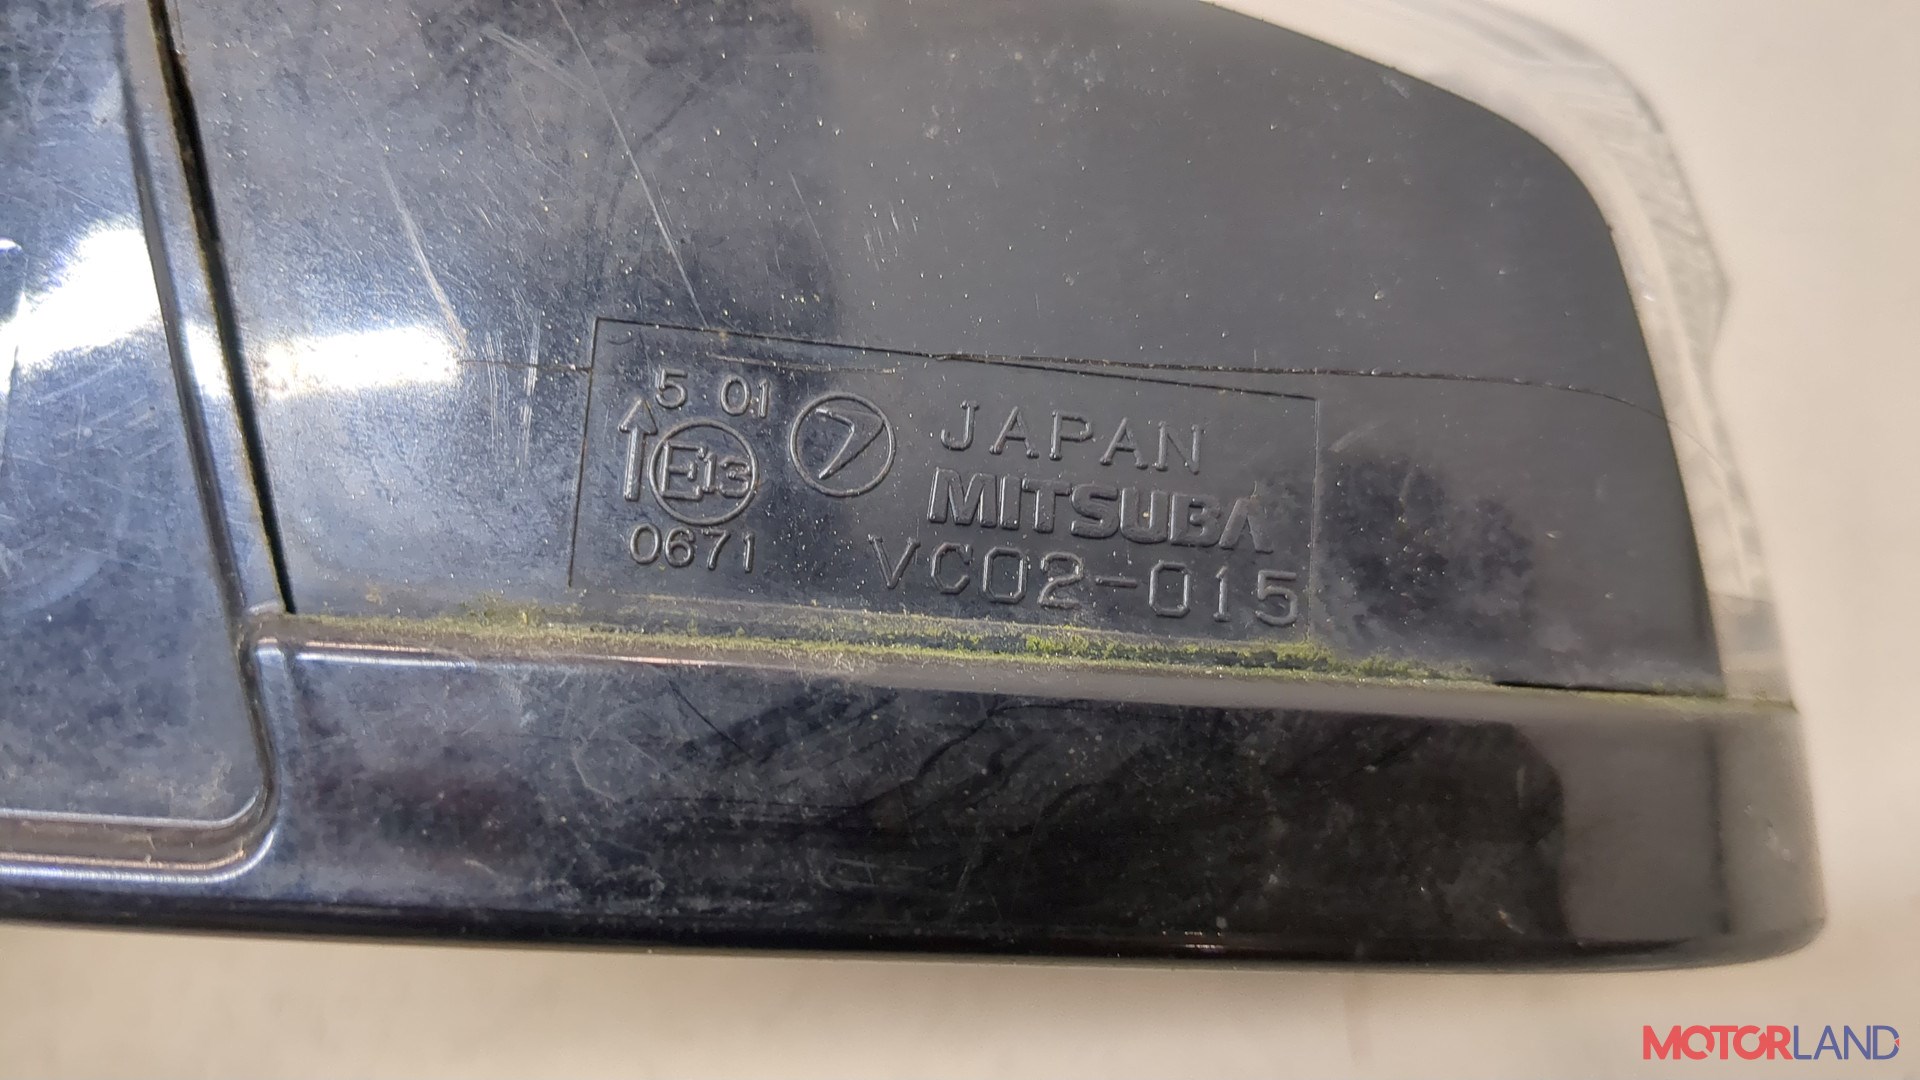 5 01
E13
0671
JAPAN
MITSUBA
VC02-015
MOTORLAND